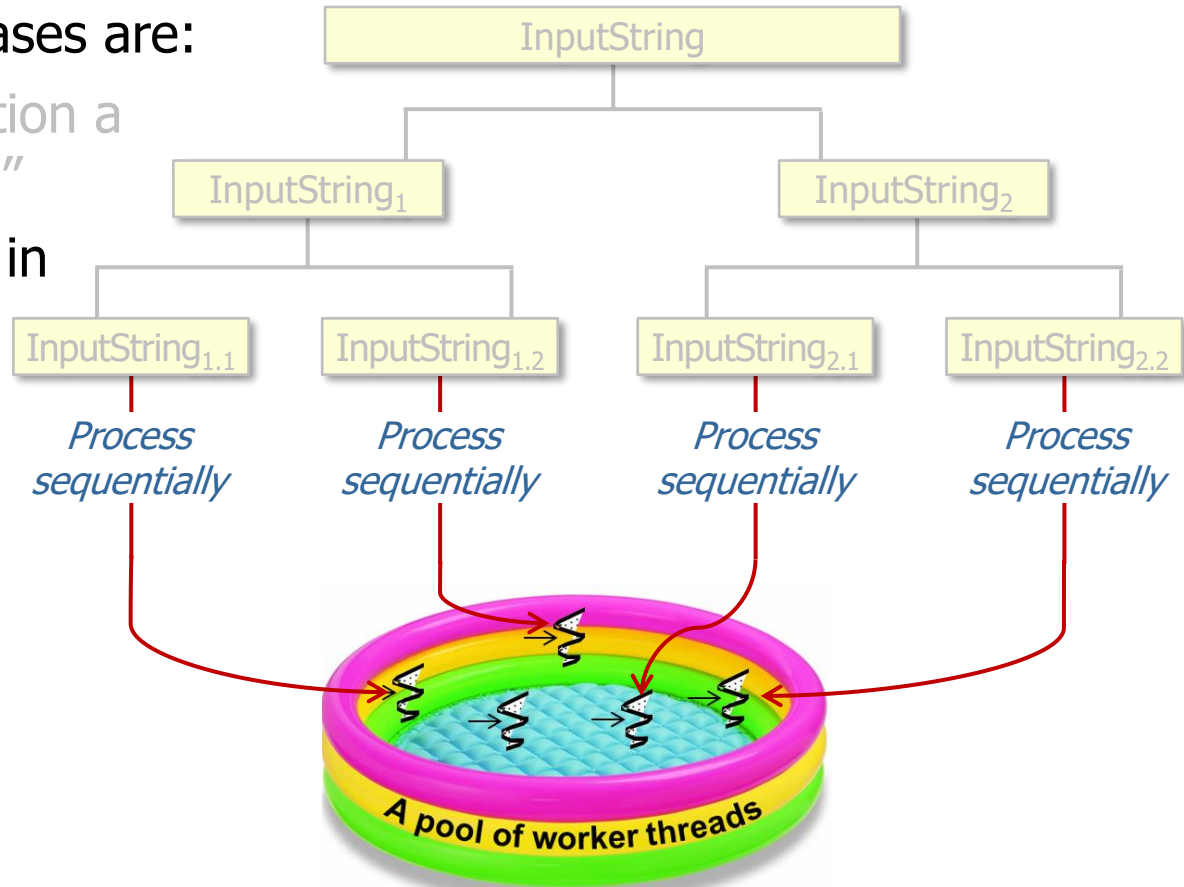 ases are:
InputString
tion a
"
InputString₁
InputString₂
in
InputString₁.₁
InputString₁.₂
InputString₂.₁
InputString₂.₂
Process
sequentially
Process
sequentially
Process
sequentially
Process
sequentially
A pool of worker threads